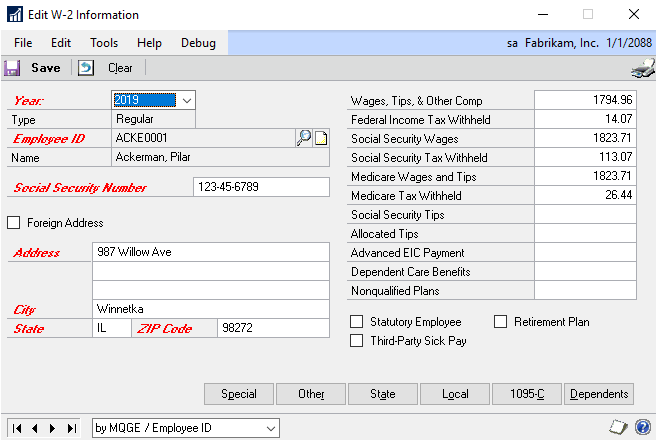 Edit W-2 Information
File Edit Tools Help Debug sa Fabrikam, Inc. 1/1/2088
Save Clear
Year: 2019
Type Regular
Employee ID ACKE0001
Name Ackerman, Pilar
Social Security Number 123-45-6789
Foreign Address
Address 987 Willow Ave
City Winnetka
State IL ZIP Code 98272
Wages, Tips, & Other Comp 1794.96
Federal Income Tax Withheld 14.07
Social Security Wages 1823.71
Social Security Tax Withheld 113.07
Medicare Wages and Tips 1823.71
Medicare Tax Withheld 26.44
Social Security Tips
Allocated Tips
Advanced EIC Payment
Dependent Care Benefits
Nonqualified Plans
Statutory Employee Retirement Plan
Third-Party Sick Pay
Special Other State Local 1095-C Dependents
by MQGE / Employee ID